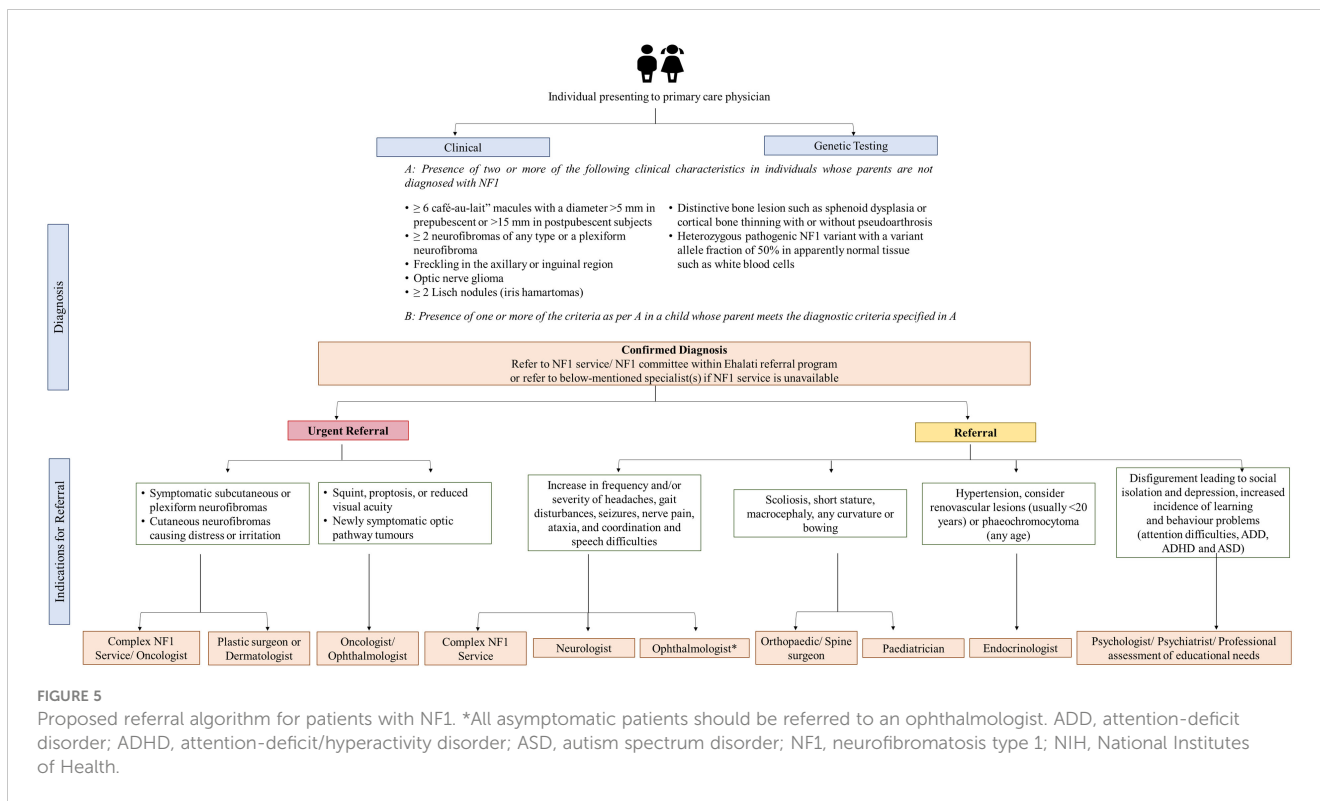 Individual presenting to primary care physician
Clinical
Genetic Testing
A: Presence of two or more of the following clinical characteristics in individuals whose parents are not
diagnosed with NF1
• ≥ 6 café-au-lait” macules with a diameter >5 mm in
prepubescent or >15 mm in postpubescent subjects
• ≥ 2 neurofibromas of any type or a plexiform
neurofibroma
• Freckling in the axillary or inguinal region
• Optic nerve glioma
• ≥ 2 Lisch nodules (iris hamartomas)
• Distinctive bone lesion such as sphenoid dysplasia or
cortical bone thinning with or without pseudoarthrosis
• Heterozygous pathogenic NF1 variant with a variant
allele fraction of 50% in apparently normal tissue
such as white blood cells
B: Presence of one or more of the criteria as per A in a child whose parent meets the diagnostic criteria specified in A
Diagnosis
Confirmed Diagnosis
Refer to NF1 service/ NF1 committee within Ehalati referral program
or refer to below-mentioned specialist(s) if NF1 service is unavailable
Urgent Referral
Referral
Indications for Referral
• Symptomatic subcutaneous or
plexiform neurofibromas
• Cutaneous neurofibromas
causing distress or irritation
• Squint, proptosis, or reduced
visual acuity
• Newly symptomatic optic
pathway tumours
Increase in frequency and/or
severity of headaches, gait
disturbances, seizures, nerve pain,
ataxia, and coordination and
speech difficulties
Scoliosis, short stature,
macrocephaly, any curvature or
bowing
Hypertension, consider
renovascular lesions (usually <20
years) or phaeochromocytoma
(any age)
Disfigurement leading to social
isolation and depression, increased
incidence of learning
and behaviour problems
(attention difficulties, ADD,
ADHD and ASD)
Complex NF1
Service/ Oncologist
Plastic surgeon or
Dermatologist
Oncologist/
Ophthalmologist
Complex NF1
Service
Neurologist
Ophthalmologist*
Orthopaedic/ Spine
surgeon
Paediatrician
Endocrinologist
Psychologist/ Psychiatrist/ Professional
assessment of educational needs
FIGURE 5
Proposed referral algorithm for patients with NF1. *All asymptomatic patients should be referred to an ophthalmologist. ADD, attention-deficit
disorder; ADHD, attention-deficit/hyperactivity disorder; ASD, autism spectrum disorder; NF1, neurofibromatosis type 1; NIH, National Institutes
of Health.